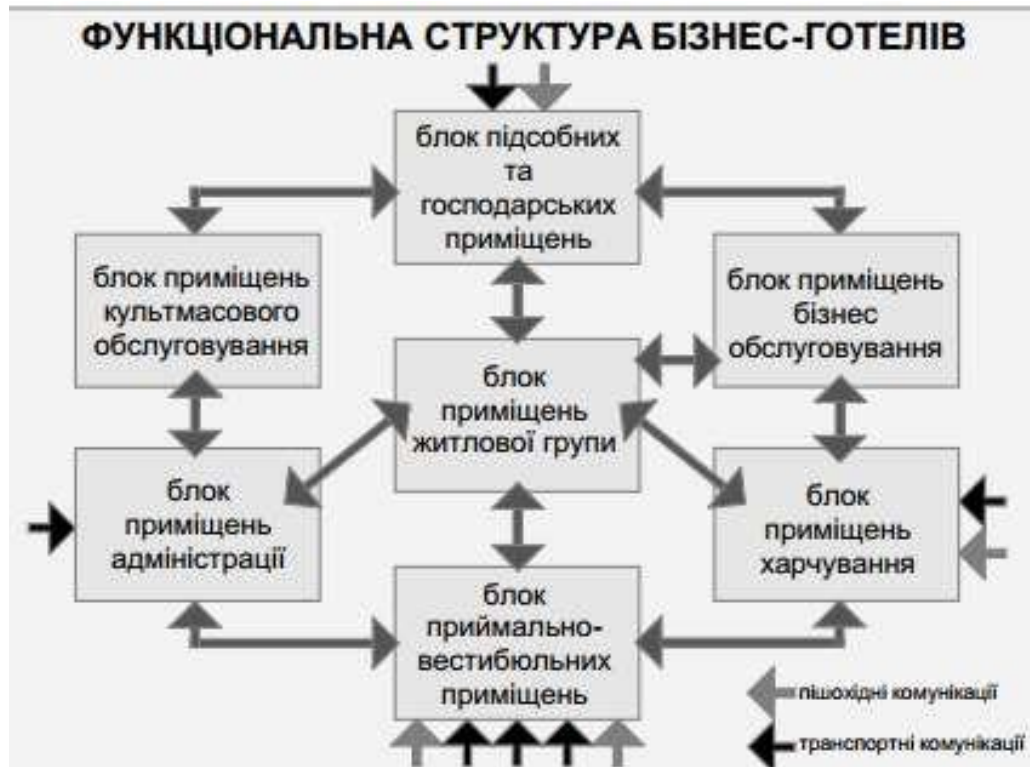 ФУНКЦІОНАЛЬНА СТРУКТУРА БІЗНЕС-ГОТЕЛІВ
блок підсобних
та
господарських
приміщень
блок приміщень
культмасового
обслуговування
блок приміщень
бізнес
обслуговування
блок
приміщень
житлової групи
блок
приміщень
адміністрації
блок
приміщень
харчування
блок
приймально-
вестибюльних
приміщень
пішохідні комунікації
транспортні комунікації